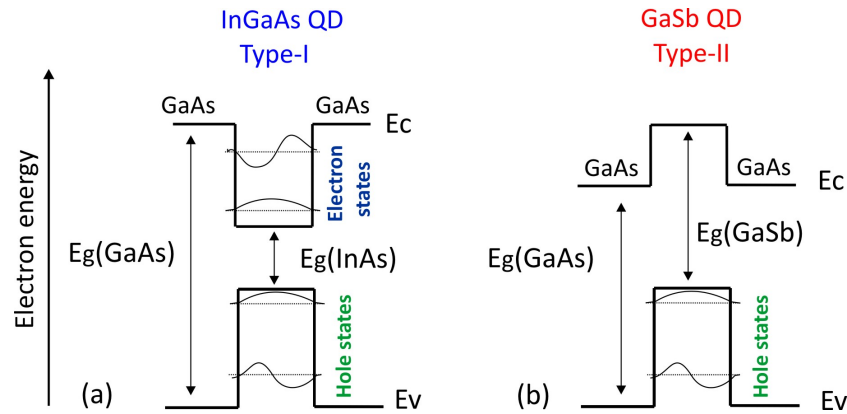 InGaAs QD
Type-I
GaSb QD
Type-II
Electron energy
GaAs
GaAs
Ec
Electron
states
Eg(GaAs)
Eg(InAs)
Hole states
(a)
Ev
GaAs
GaAs
Ec
Eg(GaAs)
Eg(GaSb)
Hole states
(b)
Ev